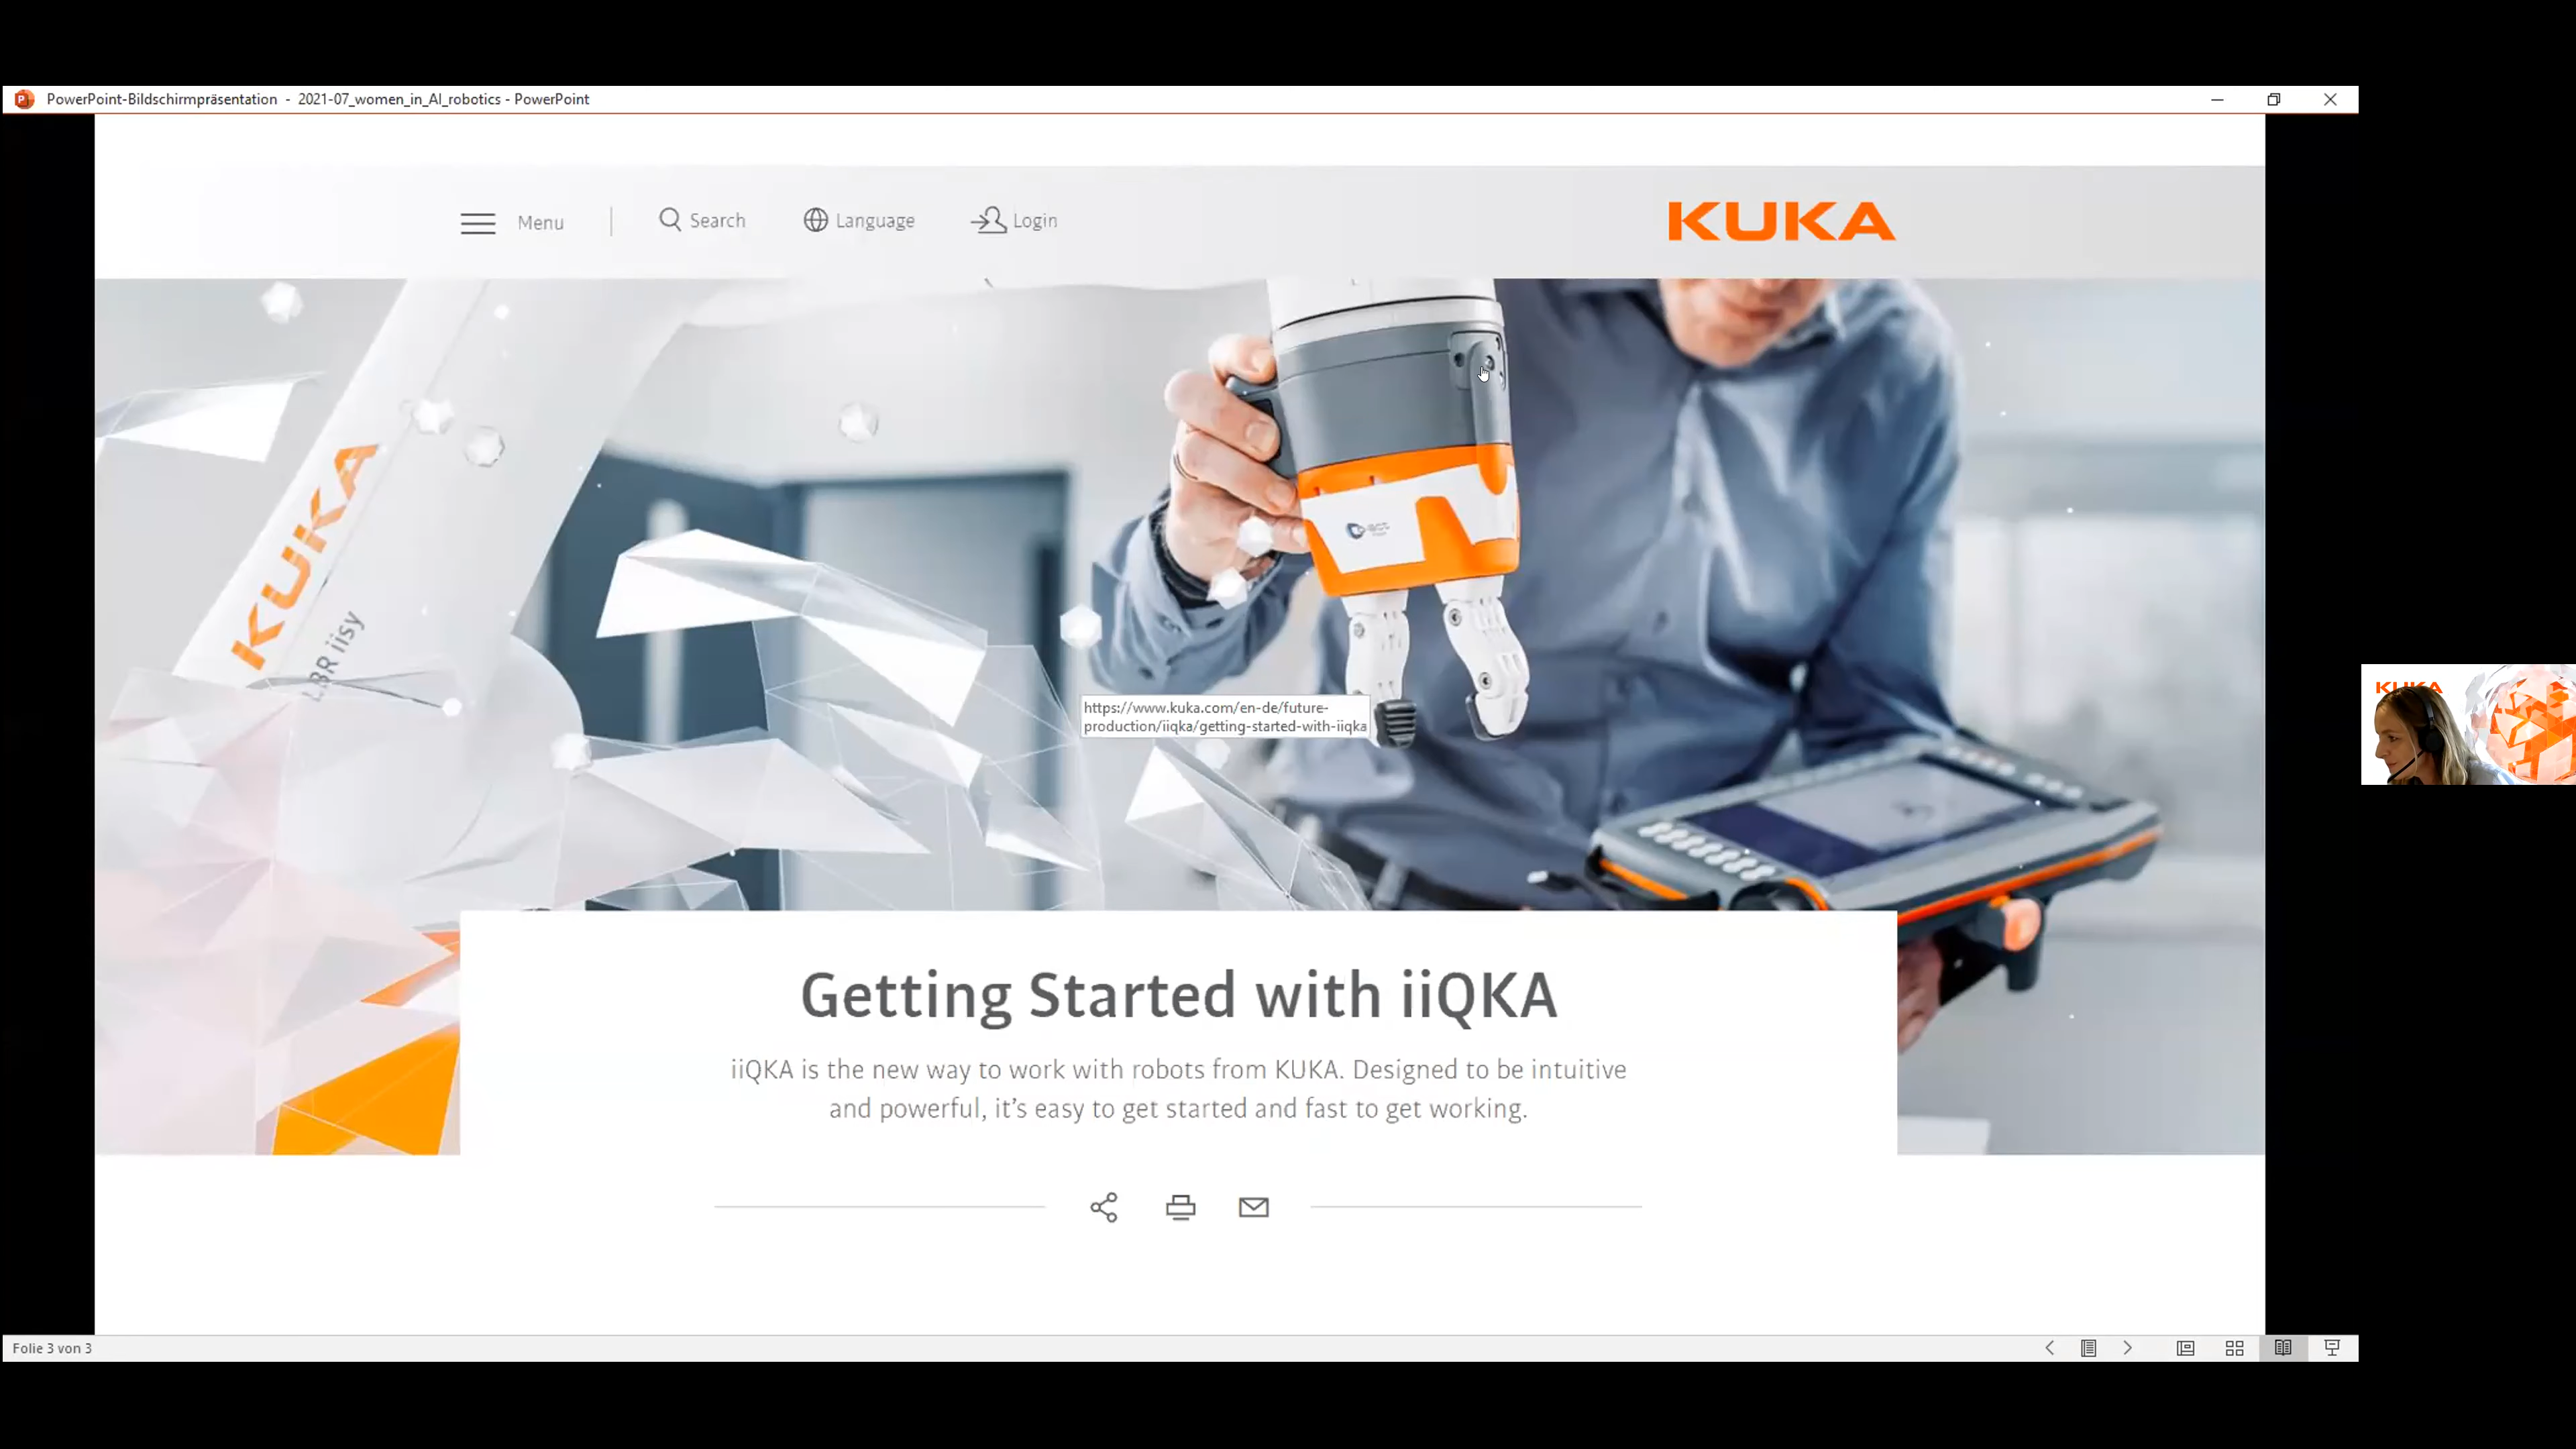 PowerPoint-Bildschirmpräsentation - 2021-07_women_in_AI_robotics - PowerPoint
Menu
Search
Language
Login
KUKA
KUKA
LBR iisy
https://www.kuka.com/en-de/future-
production/iiqka/getting-started-with-iiqka
KUKA
Getting Started with iiQKA
iiQKA is the new way to work with robots from KUKA. Designed to be intuitive
and powerful, it's easy to get started and fast to get working.
Folie 3 von 3